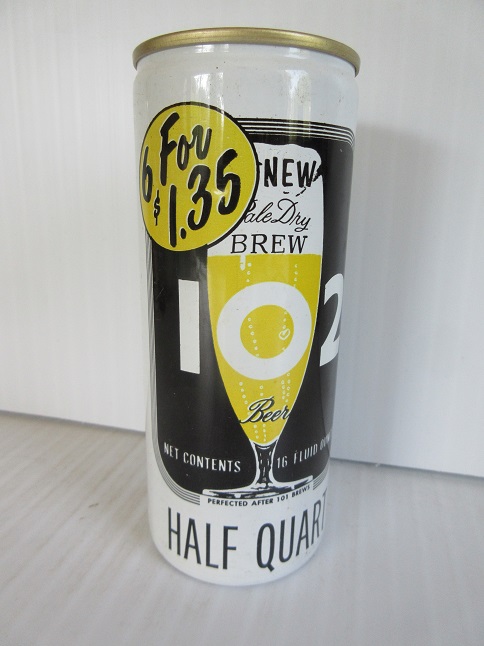 6 For
$1.35
NEW
Pale Dry
BREW
102
Beer
NET CONTENTS 16 FLUID
PERFECTED AFTER 101 BREWS
HALF QUART